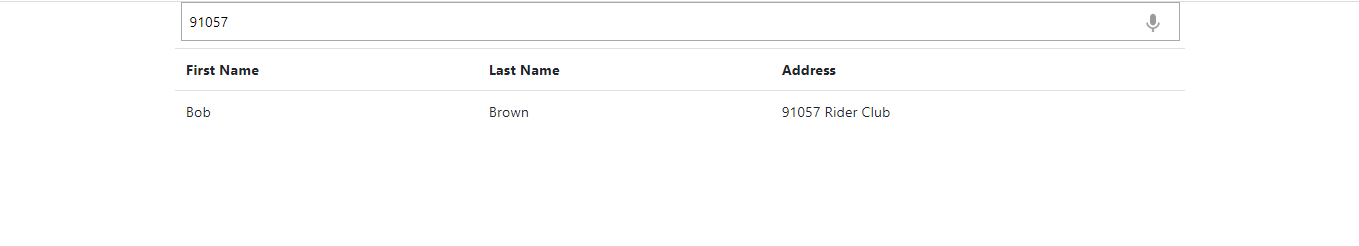 91057
First Name Last Name Address
Bob Brown 91057 Rider Club